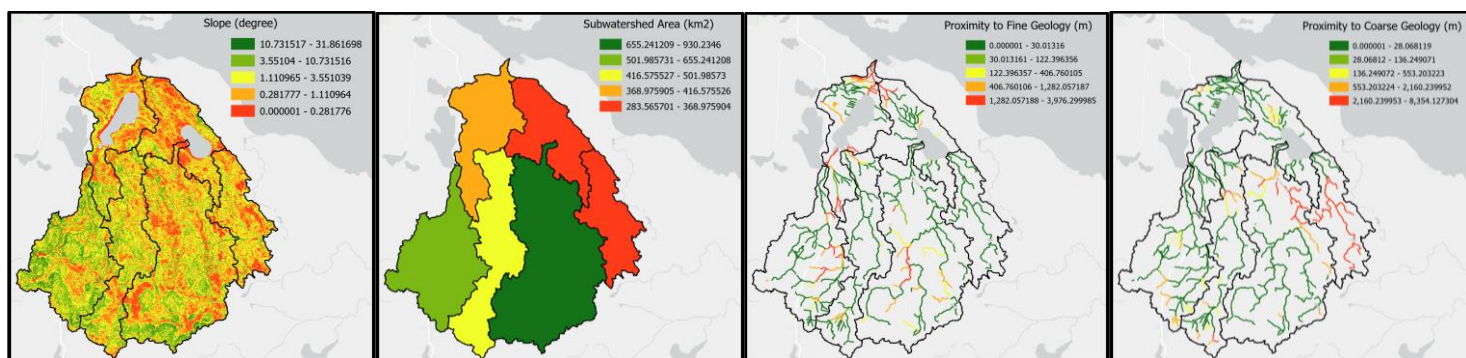 Slope (degree)
10.731517 - 31.861698
3.55104 - 10.731516
1.110965 - 3.551039
0.281777 - 1.110964
0.000001 - 0.281776
Subwatershed Area (km2)
655.241209 - 930.2346
501.985731 - 655.241208
416.575527 - 501.98573
368.975905 - 416.575526
283.565701 - 368.975904
Proximity to Fine Geology (m)
0.000001 - 30.01316
30.013161 - 122.396356
122.396357 - 406.760105
406.760106 - 1,282.057187
1,282.057188 - 3,976.299985
Proximity to Coarse Geology (m)
0.000001 - 28.068119
28.06812 - 136.249071
136.249072 - 553.203223
553.203224 - 2,160.239952
2,160.239953 - 8,354.127304